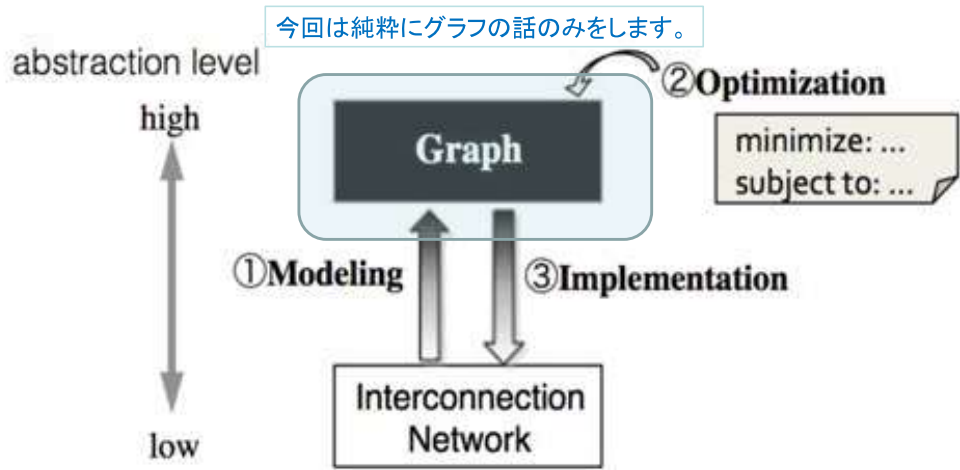 今回は純粋にグラフの話のみをします。
abstraction level
②Optimization
high
Graph
minimize: ...
subject to: ...
①Modeling
③Implementation
Interconnection
Network
low